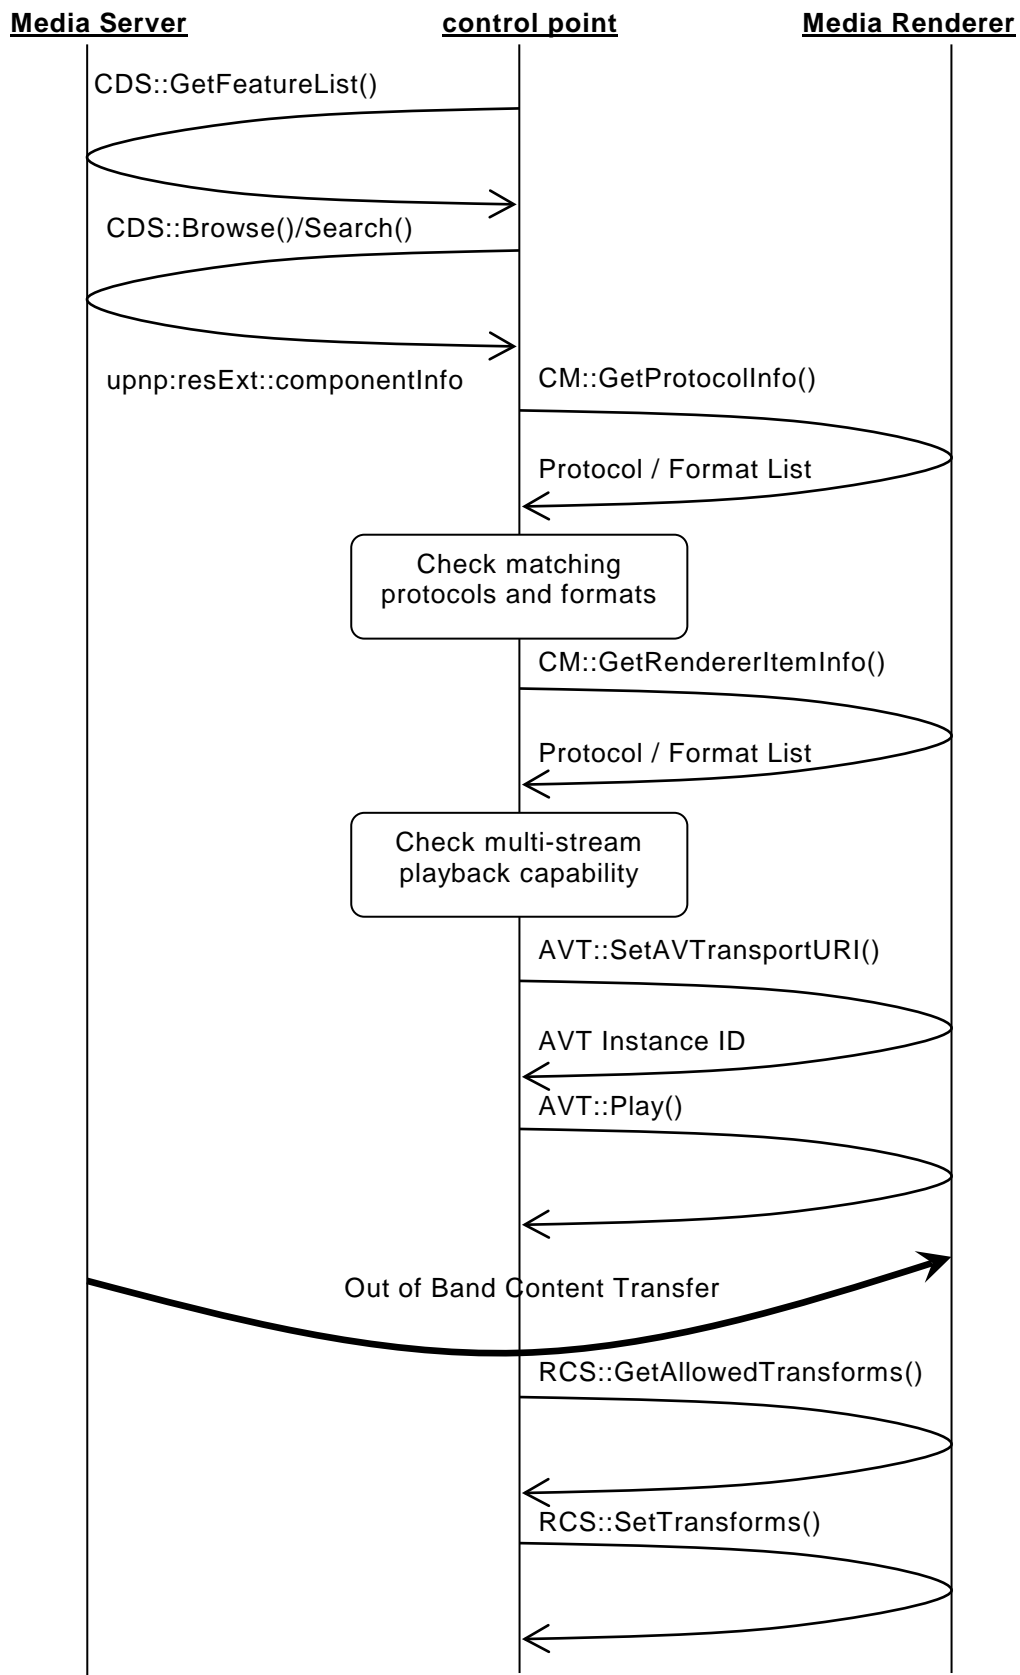 Media Server
control point
Media Renderer
CDS::GetFeatureList()
CDS::Browse()/Search()
upnp:resExt::componentInfo
CM::GetProtocolInfo()
Protocol / Format List
Check matching
protocols and formats
CM::GetRendererItemInfo()
Protocol / Format List
Check multi-stream
playback capability
AVT::SetAVTransportURI()
AVT Instance ID
AVT::Play()
Out of Band Content Transfer
RCS::GetAllowedTransforms()
RCS::SetTransforms()